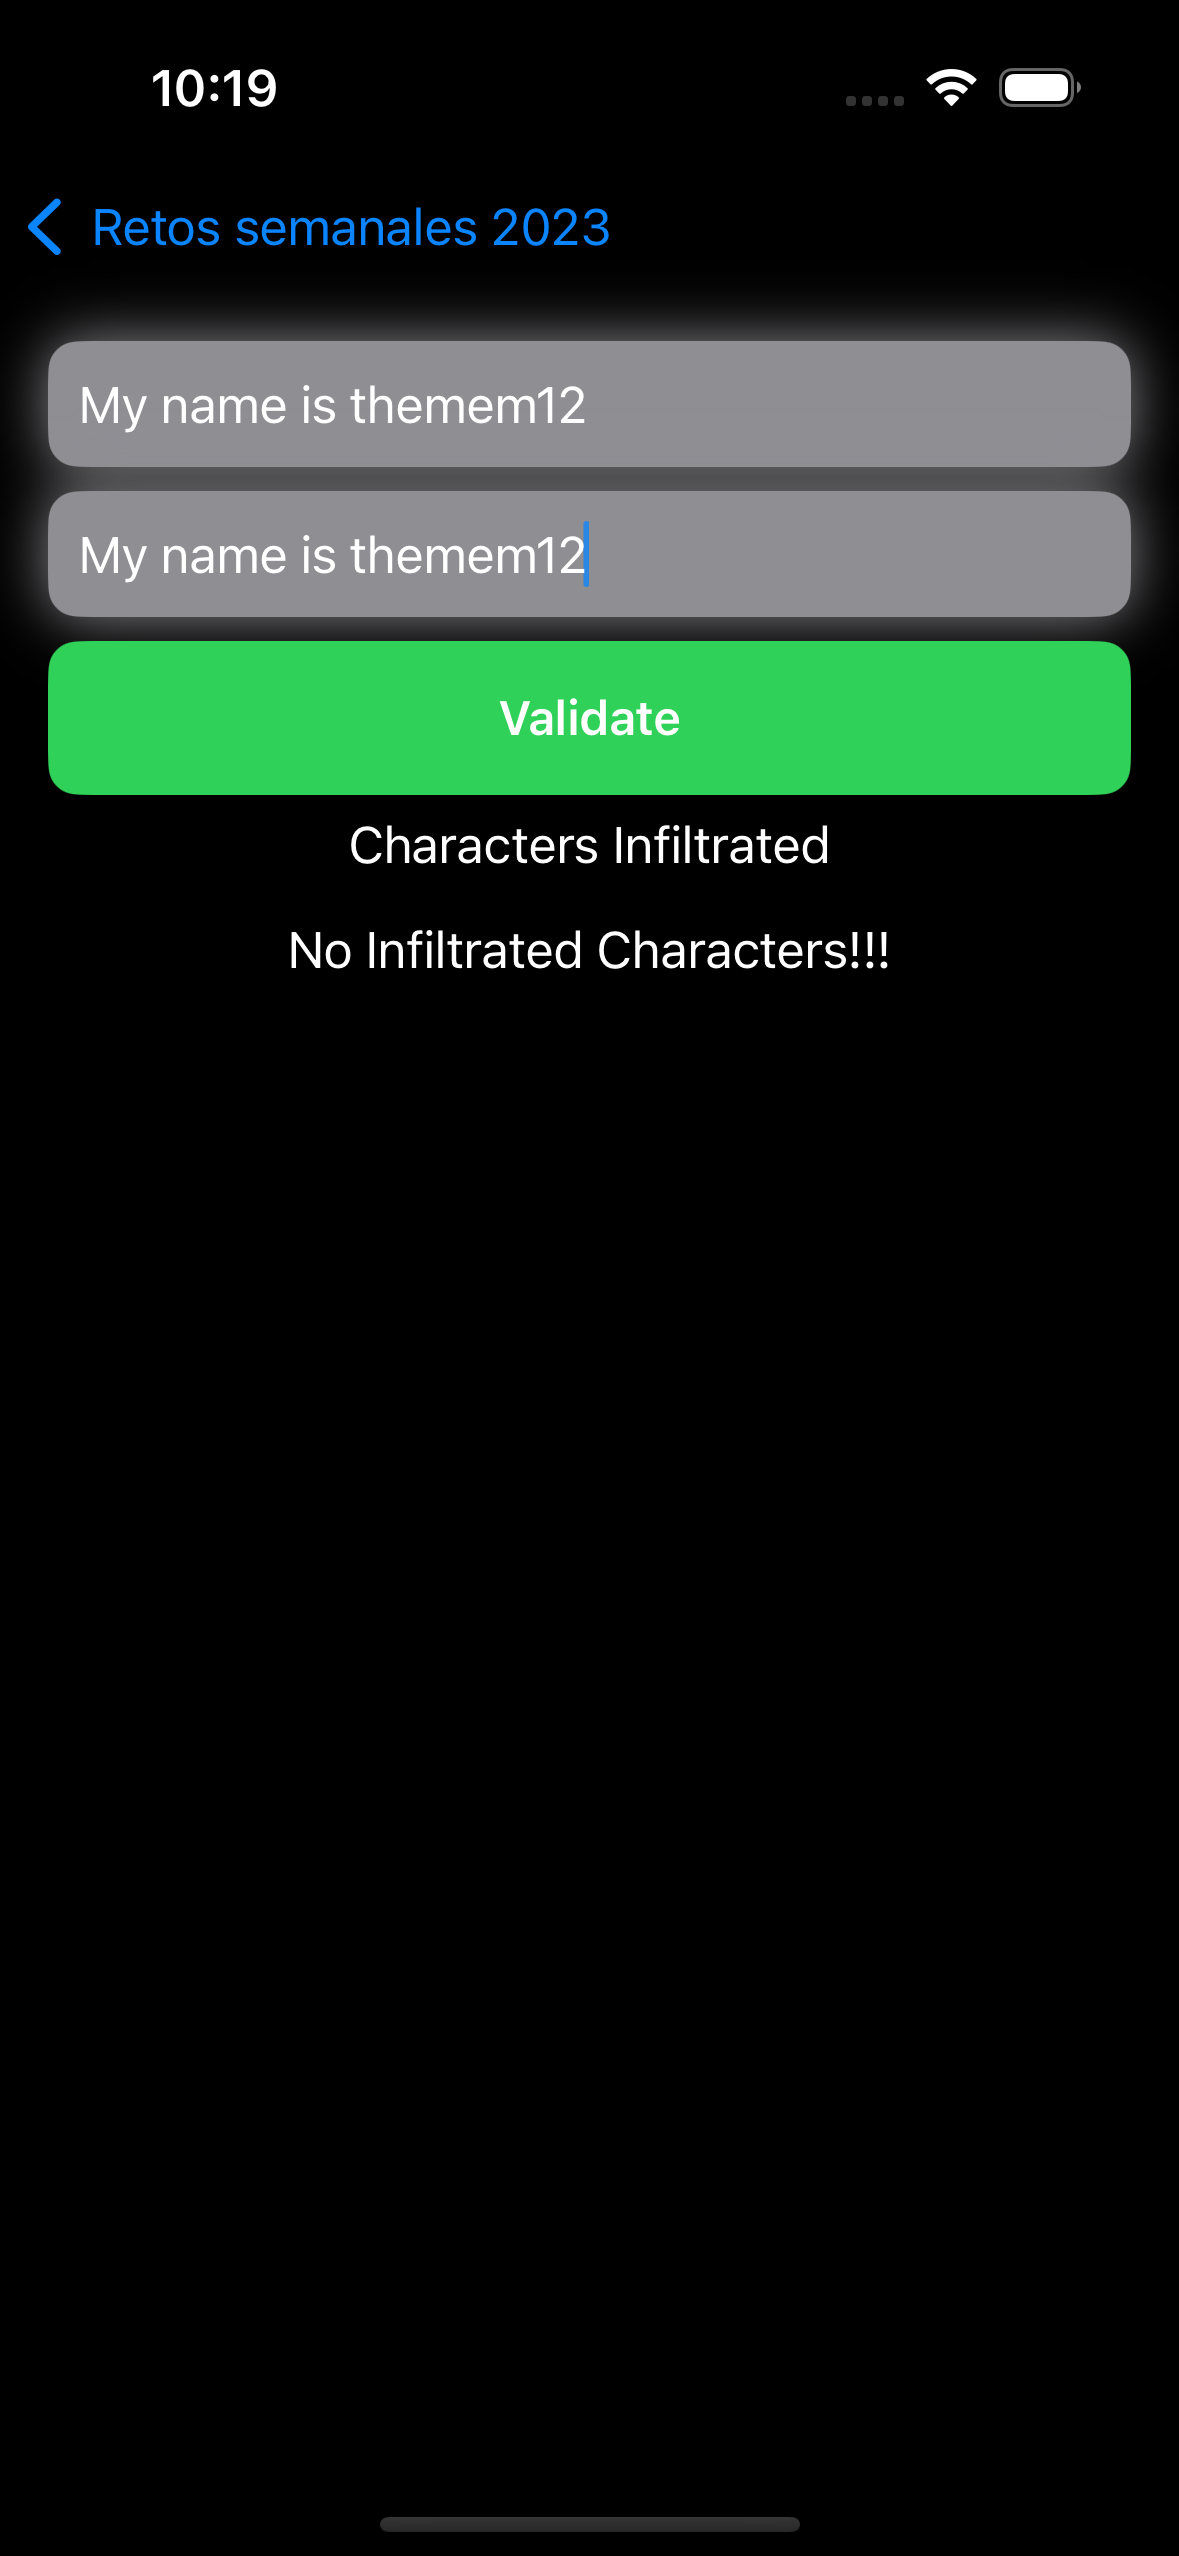 10:19
Retos semanales 2023
My name is themem12
My name is themem12
Validate
Characters Infiltrated
No Infiltrated Characters!!!